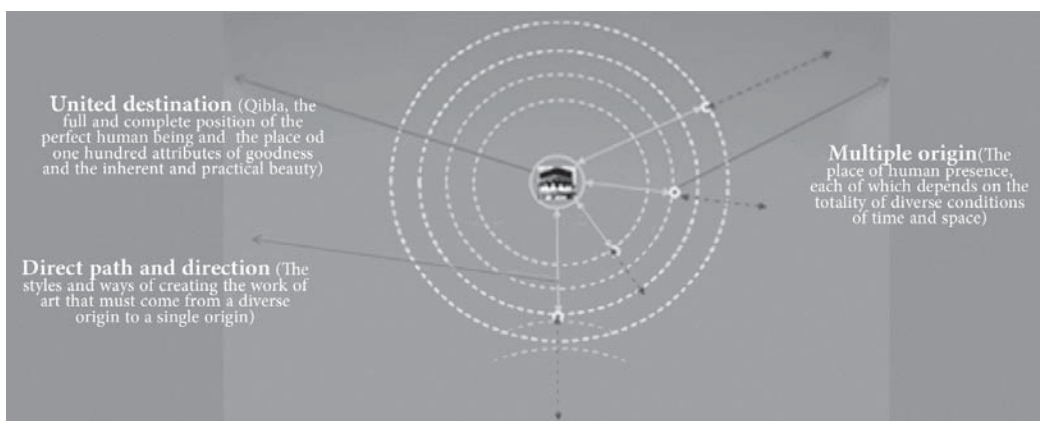 United destination (Qibla, the
full and complete position of the
perfect human being and the place od
one hundred attributes of goodness
and the inherent and practical beauty)
Direct path and direction (The
styles and ways of creating the work of
art that must come from a diverse
origin to a single origin)
Multiple origin(The
place of human presence,
each of which depends on the
totality of diverse conditions
of time and space)